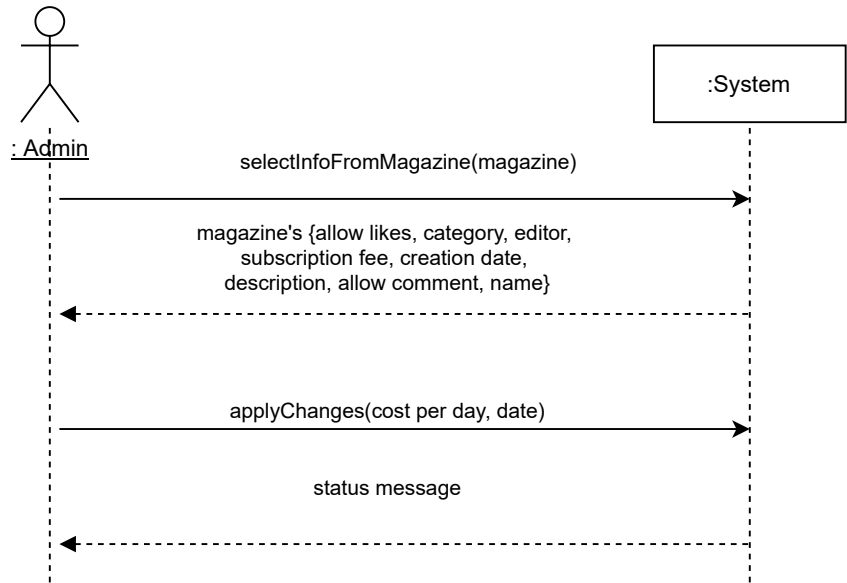 :System
: Admin
selectInfoFromMagazine(magazine)
magazine's {allow likes, category, editor,
subscription fee, creation date,
description, allow comment, name}
applyChanges(cost per day, date)
status message